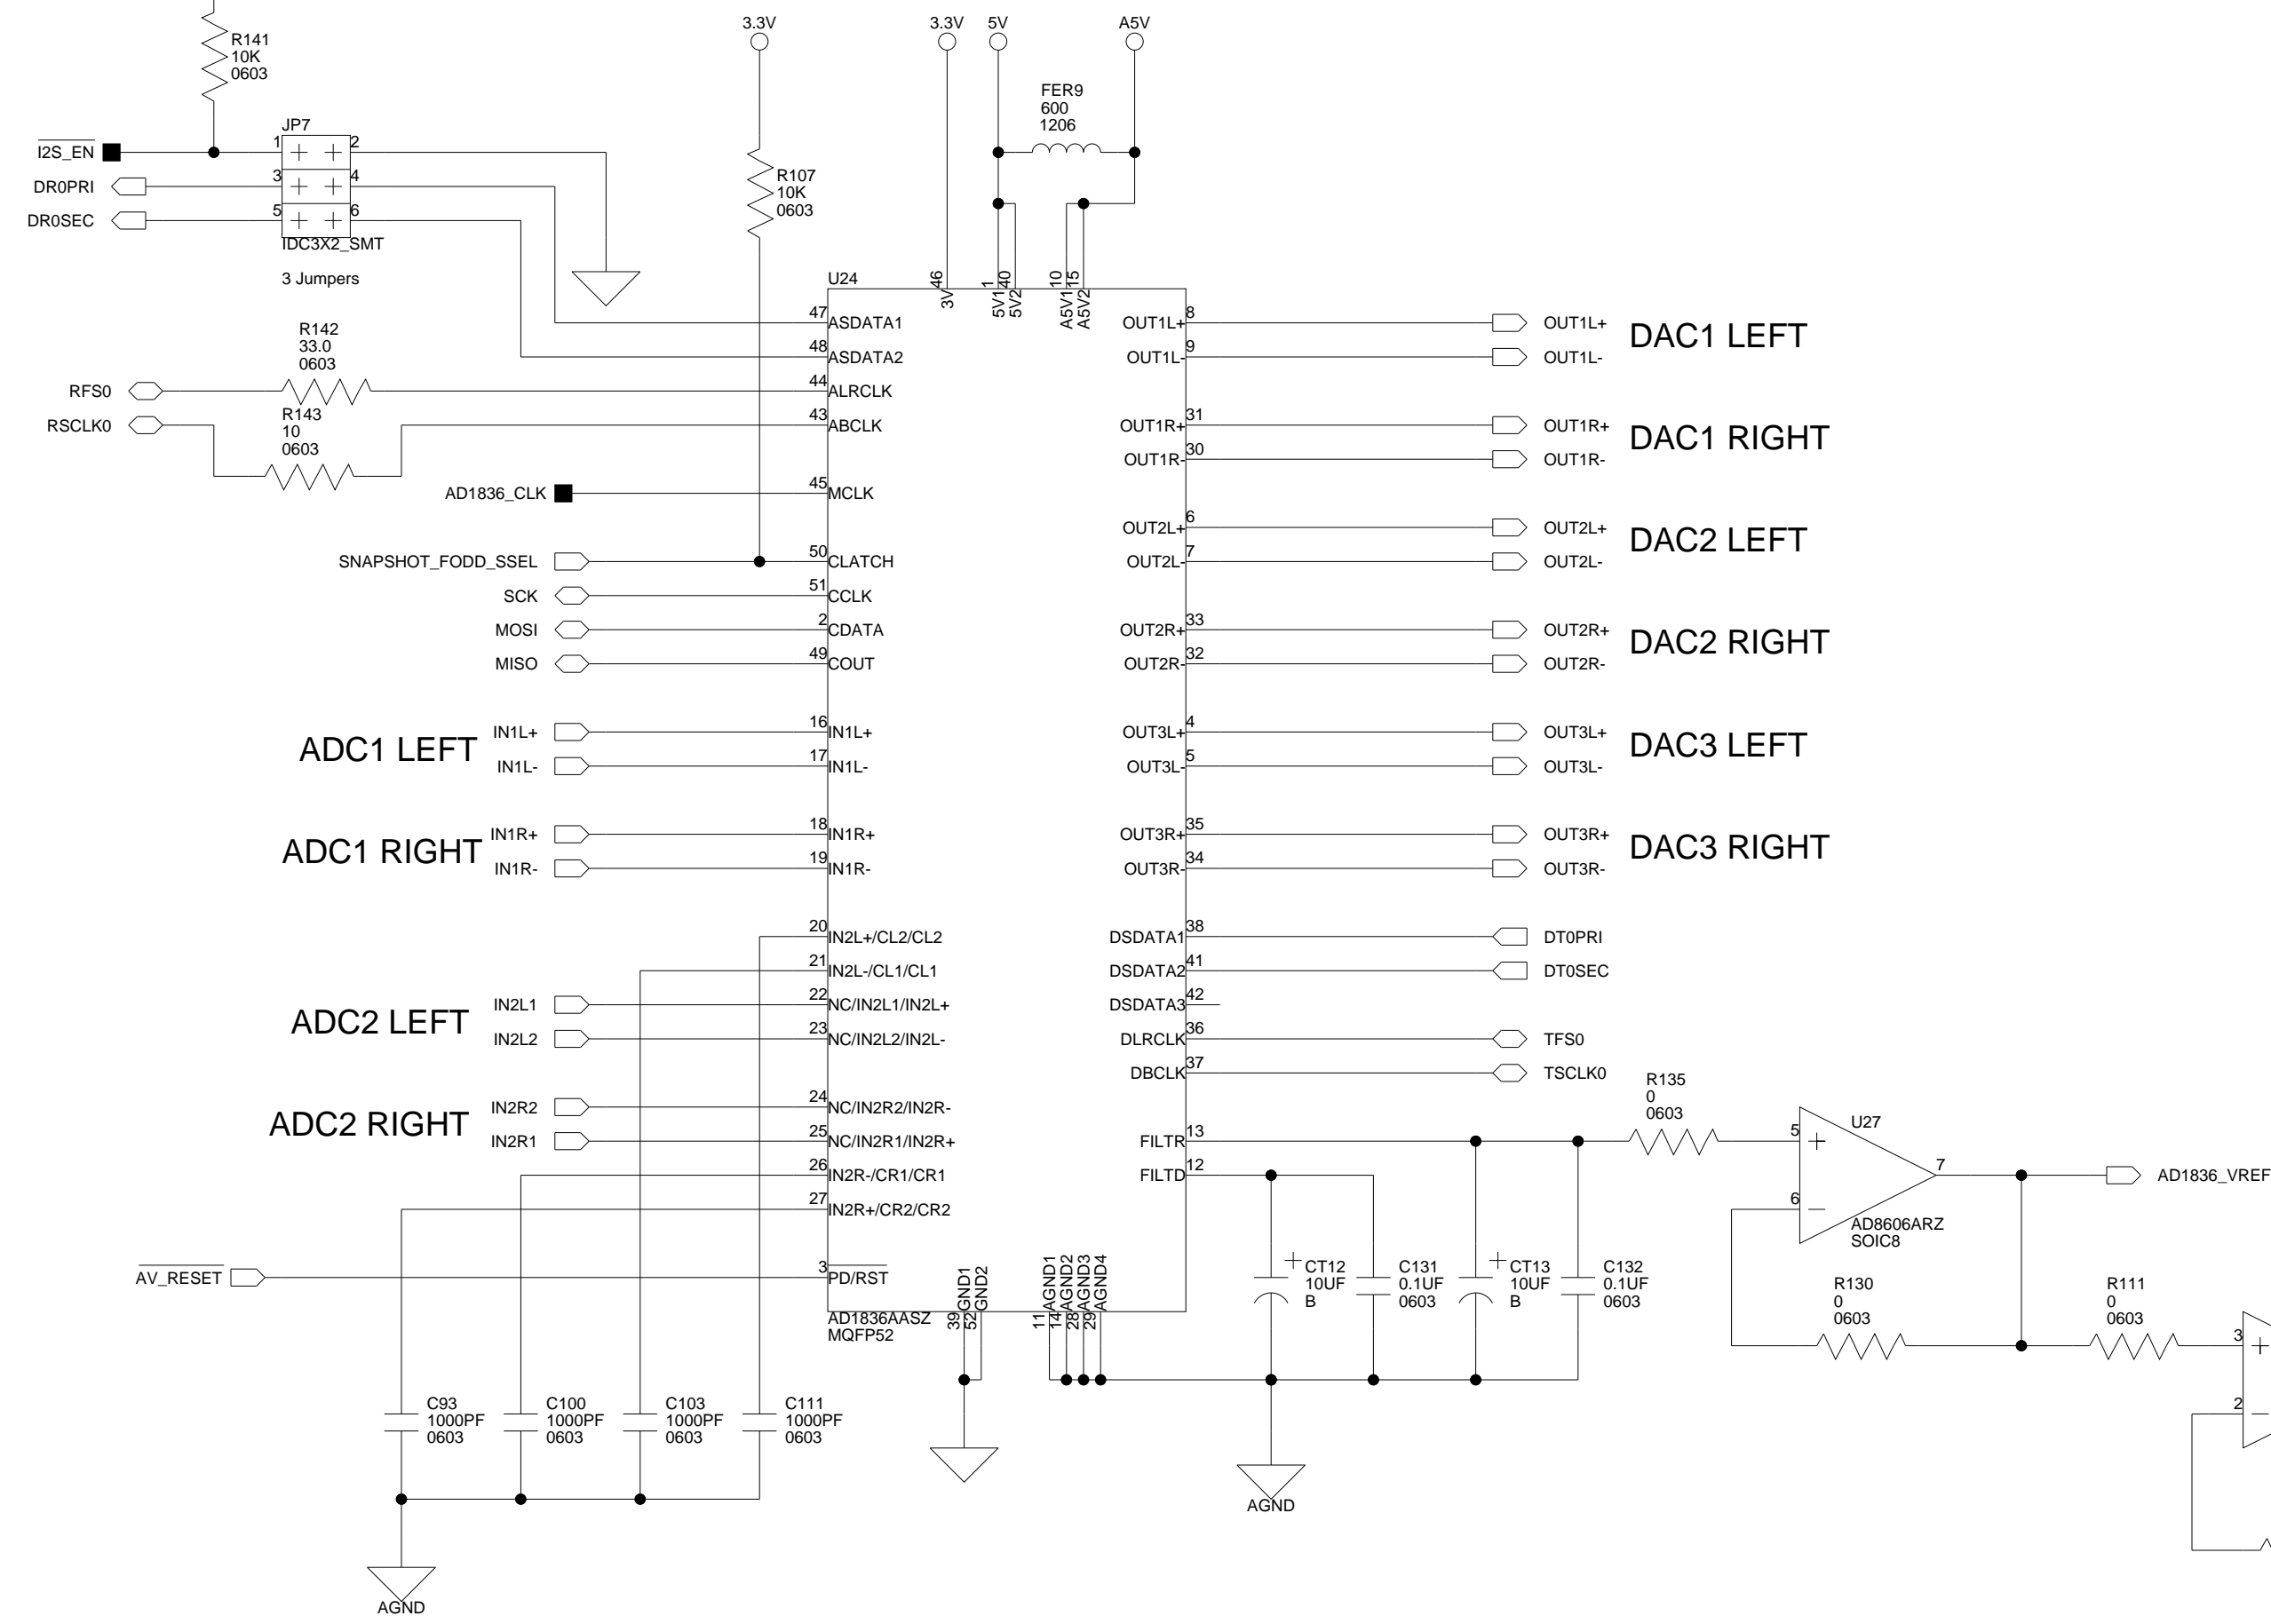 3.3V
3.3V
5V
A5V
R141
10K
0603
FER9
600
1206
JP7
1
2
3
4
5
6
I2S_EN
DR0PRI
DR0SEC
IDC3X2_SMT
3 Jumpers
R107
10K
0603
U24
46
3V
1
5V1
40
5V2
10
A5V1
15
A5V2
R142
33.0
0603
RFS0
R143
10
0603
RSCLK0
47
ASDATA1
48
ASDATA2
44
ALRCLK
43
ABCLK
AD1836_CLK
45
MCLK
SNAPSHOT_FODD_SSEL
50
CLATCH
SCK
51
CCLK
MOSI
2
CDATA
MISO
49
COUT
ADC1 LEFT
IN1L+
16
IN1L+
IN1L-
17
IN1L-
ADC1 RIGHT
IN1R+
18
IN1R+
IN1R-
19
IN1R-
20
IN2L+/CL2/CL2
21
IN2L-/CL1/CL1
ADC2 LEFT
IN2L1
22
NC/IN2L1/IN2L+
IN2L2
23
NC/IN2L2/IN2L-
ADC2 RIGHT
IN2R2
24
NC/IN2R2/IN2R-
IN2R1
25
NC/IN2R1/IN2R+
26
IN2R-/CR1/CR1
27
IN2R+/CR2/CR2
AV_RESET
3
PD/RST
AD1836AASZ
MQFP52
OUT1L+
8
OUT1L+
OUT1L-
9
OUT1L-
DAC1 LEFT
OUT1R+
31
OUT1R+
OUT1R-
30
OUT1R-
DAC1 RIGHT
OUT2L+
6
OUT2L+
OUT2L-
7
OUT2L-
DAC2 LEFT
OUT2R+
33
OUT2R+
OUT2R-
32
OUT2R-
DAC2 RIGHT
OUT3L+
4
OUT3L+
OUT3L-
5
OUT3L-
DAC3 LEFT
OUT3R+
35
OUT3R+
OUT3R-
34
OUT3R-
DAC3 RIGHT
DSDATA1
38
DT0PRI
DSDATA2
41
DT0SEC
DSDATA3
42
DLRCLK
36
TFS0
DBCLK
37
TSCLK0
FILTR
13
FILTD
12
R135
0
0603
U27
5
6
7
AD8606ARZ
SOIC8
AD1836_VREF
GND1
39
GND2
52
AGND1
11
AGND2
14
AGND3
28
AGND4
29
CT12
10UF
B
C131
0.1UF
0603
CT13
10UF
B
C132
0.1UF
0603
R130
0
0603
R111
0
0603
3
2
C93
1000PF
0603
C100
1000PF
0603
C103
1000PF
0603
C111
1000PF
0603
AGND
AGND